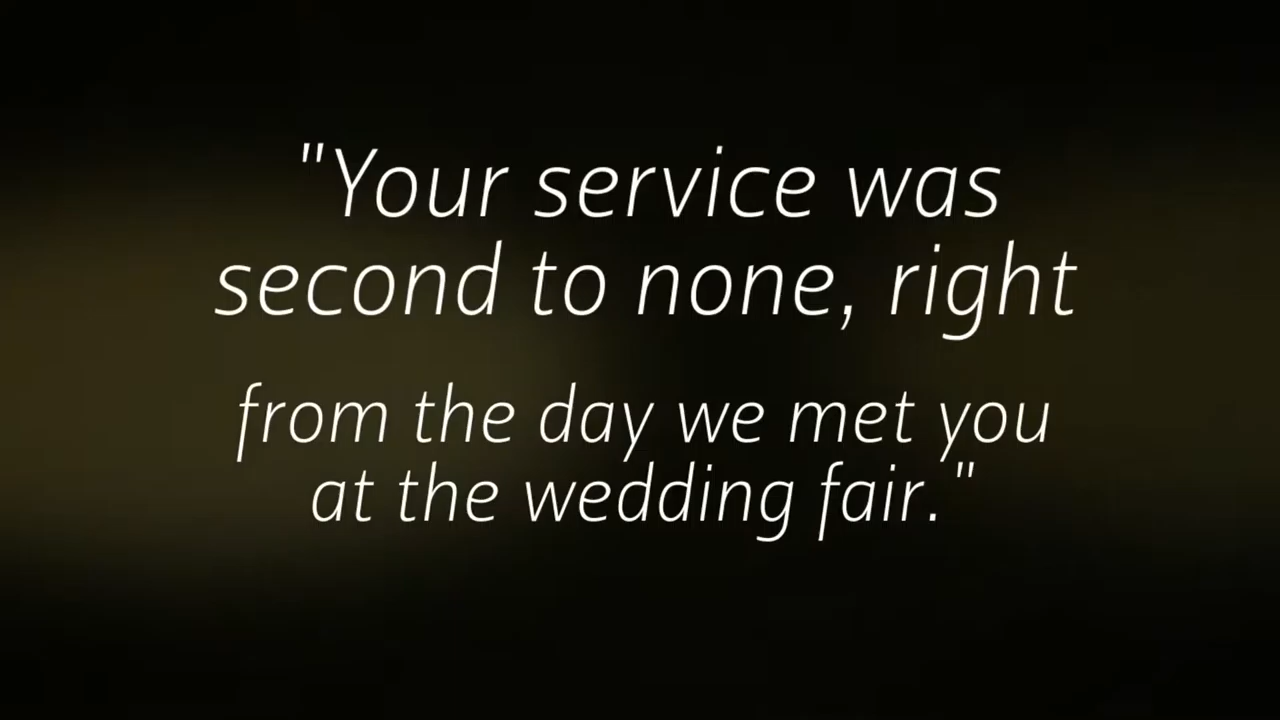 "Your service was
second to none, right
from the day we met you
at the wedding fair."